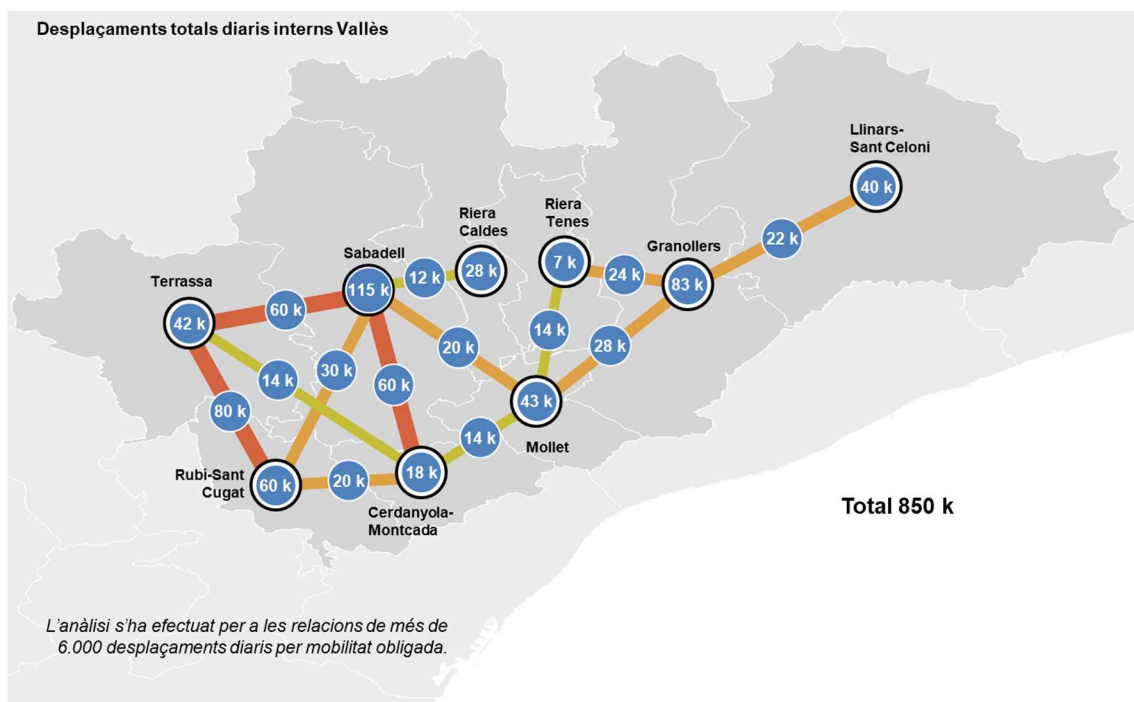 Desplaçaments totals diaris interns Vallès
Llinars-
Sant Celoni
40 k
Riera
Tenes
Riera
Caldes
Granollers
22 k
Sabadell
7 k
24 k
28 k
12 k
83 k
115 k
Terrassa
60 k
42 k
14 k
28 k
20 k
30 k
14 k
60 k
43 k
80 k
14 k
Mollet
Rubí-Sant
Cugat
18 k
20 k
60 k
Cerdanyola-
Montcada
Total 850 k
L’anàlisi s’ha efectuat per a les relacions de més de
6.000 desplaçaments diaris per mobilitat obligada.